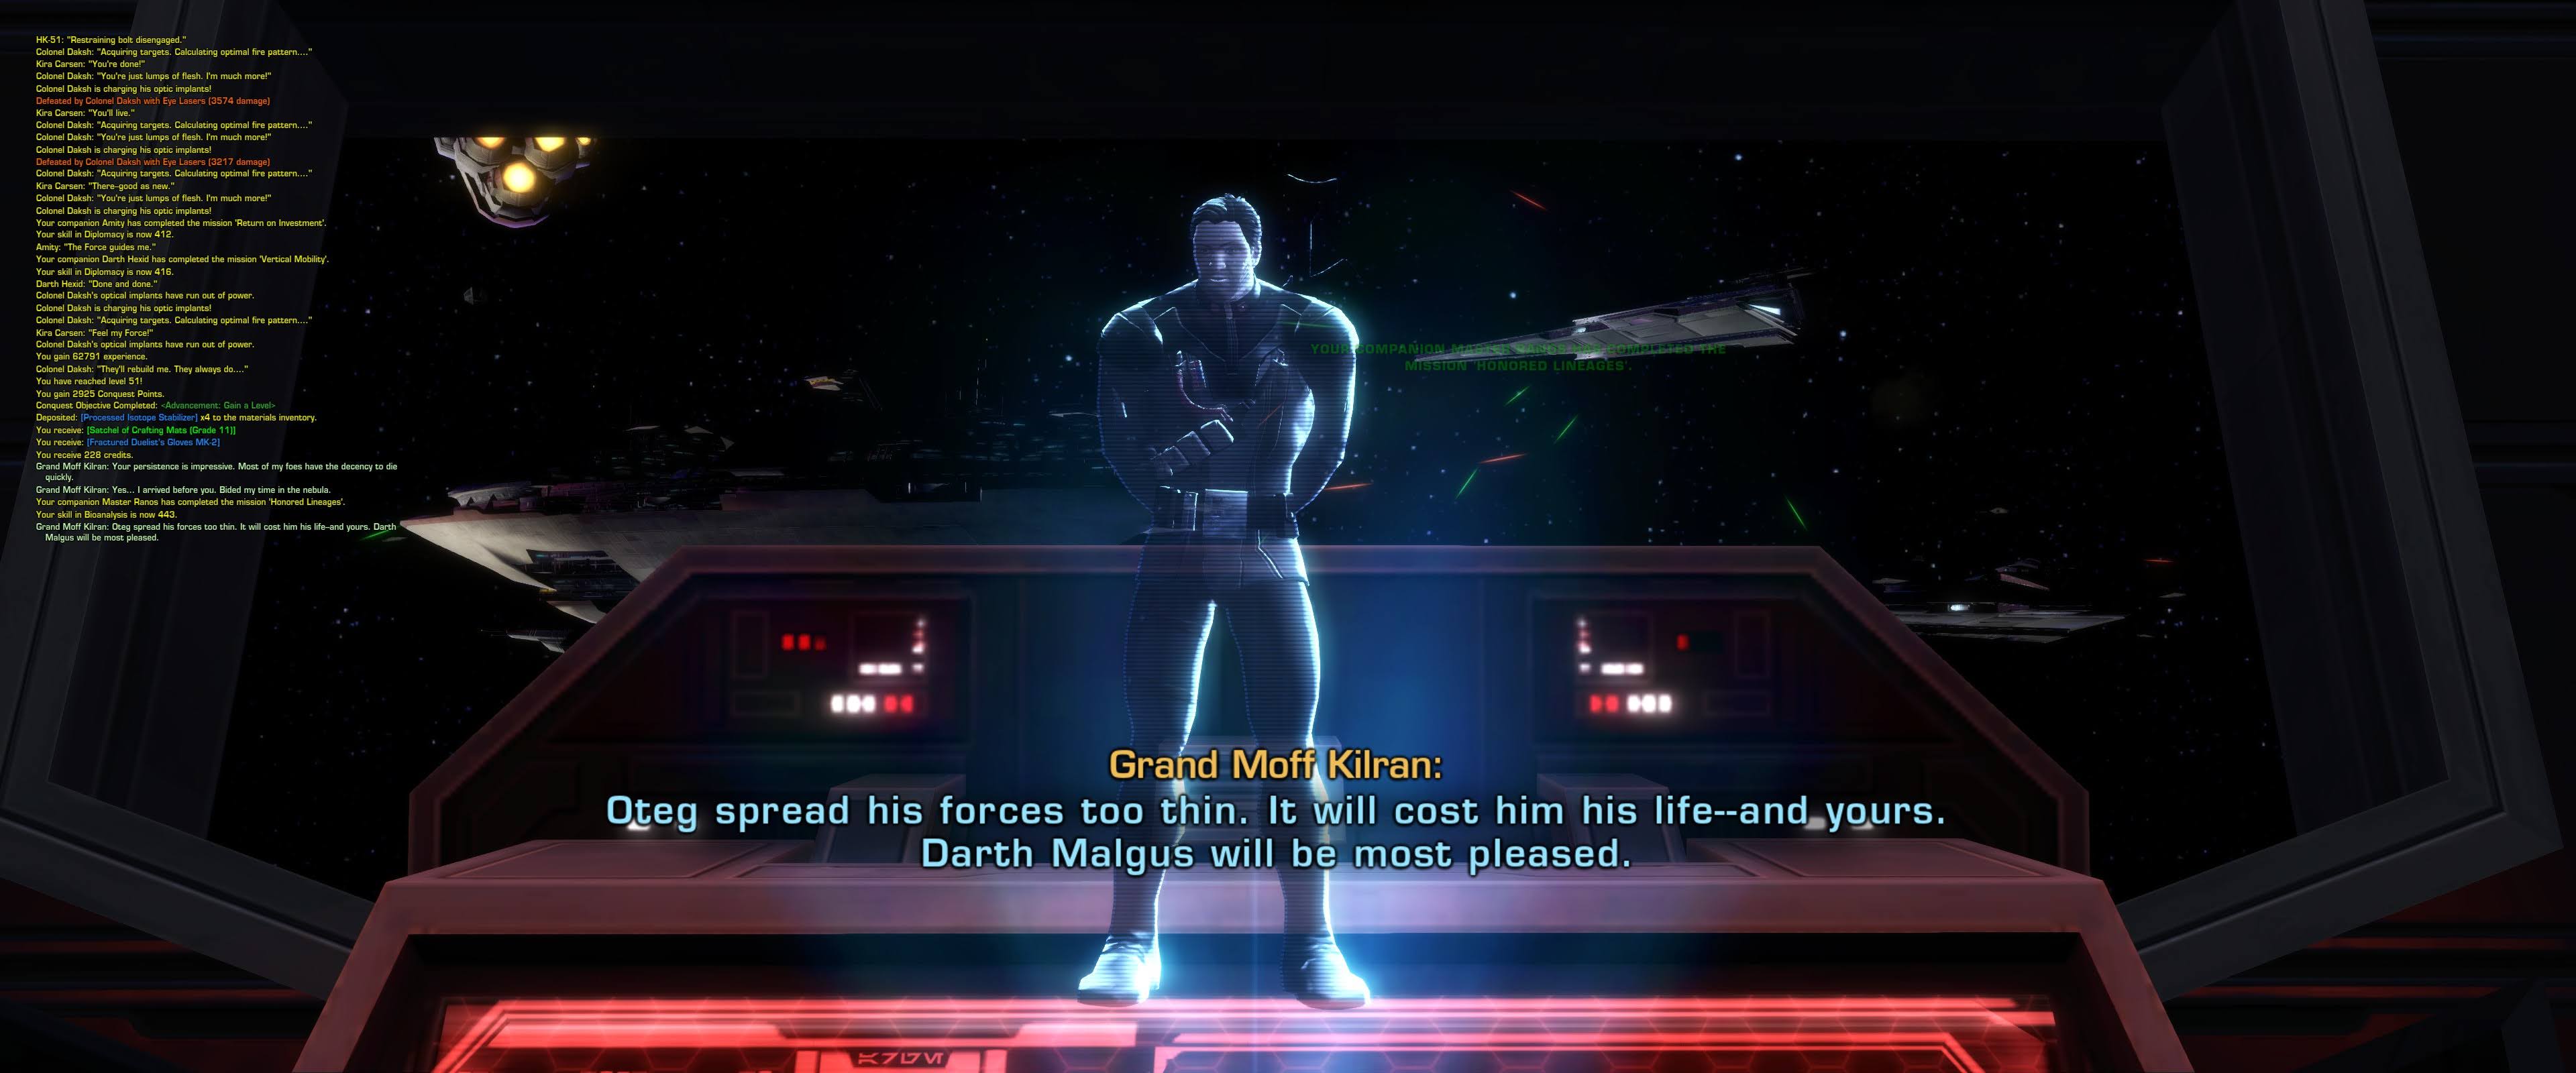 HK-51: "Restraining bolt disengaged."
Colonel Daksh: "Acquiring targets. Calculating optimal fire pattern...."
Kira Carsen: "You're done!"
Colonel Daksh: "You're just lumps of flesh. I'm much more!"
Colonel Daksh is charging his optic implants!
Defeated by Colonel Daksh with Eye Lasers (3574 damage)
Kira Carsen: "You'll live."
Colonel Daksh: "Acquiring targets. Calculating optimal fire pattern...."
Colonel Daksh: "You're just lumps of flesh. I'm much more!"
Colonel Daksh is charging his optic implants!
Defeated by Colonel Daksh with Eye Lasers (3217 damage)
Colonel Daksh: "Acquiring targets. Calculating optimal fire pattern...."
Kira Carsen: "There--good as new."
Colonel Daksh: "You're just lumps of flesh. I'm much more!"
Colonel Daksh is charging his optic implants!
Your companion Amity has completed the mission 'Return on Investment'.
Your skill in Diplomacy is now 412.
Amity: "The Force guides me."
Your companion Darth Hexid has completed the mission 'Vertical Mobility'.
Your skill in Diplomacy is now 416.
Darth Hexid: "Done and done."
Colonel Daksh's optical implants have run out of power.
Colonel Daksh is charging his optic implants!
Colonel Daksh: "Acquiring targets. Calculating optimal fire pattern...."
Kira Carsen: "Feel my Force!"
Colonel Daksh's optical implants have run out of power.
You gain 62791 experience.
Colonel Daksh: "They'll rebuild me. They always do...."
You have reached level 51!
You gain 2925 Conquest Points.
Conquest Objective Completed: <Advancement: Gain a Level>
Deposited: [Processed Isotope Stabilizer] x4 to the materials inventory.
You receive: [Satchel of Crafting Mats (Grade 11)]
You receive: [Fractured Duelist's Gloves MK-2]
You receive 228 credits.
Grand Moff Kilran: Your persistence is impressive. Most of my foes have the decency to die
quickly.
Grand Moff Kilran: Yes... I arrived before you. Bided my time in the nebula.
Your companion Master Ranos has completed the mission 'Honored Lineages'.
Your skill in Bioanalysis is now 443.
Grand Moff Kilran: Oteg spread his forces too thin. It will cost him his life--and yours. Darth
Malgus will be most pleased.
YOUR COMPANION MASTER RANOS HAS COMPLETED THE
MISSION 'HONORED LINEAGES'.
Grand Moff Kilran:
Oteg spread his forces too thin. It will cost him his life--and yours.
Darth Malgus will be most pleased.